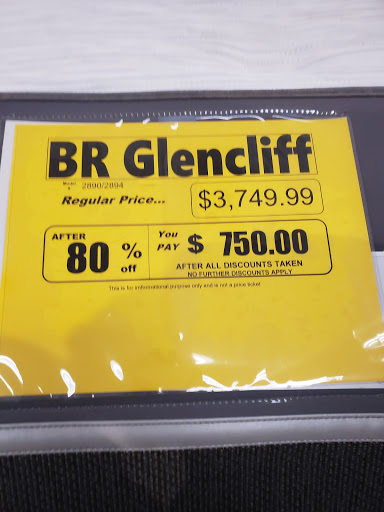 BR Glencliff
Model # 2890/2894
Regular Price... $3,749.99
AFTER 80 % off You PAY $ 750.00
AFTER ALL DISCOUNTS TAKEN
NO FURTHER DISCOUNTS APPLY
This is for informational purpose only and is not a price ticket